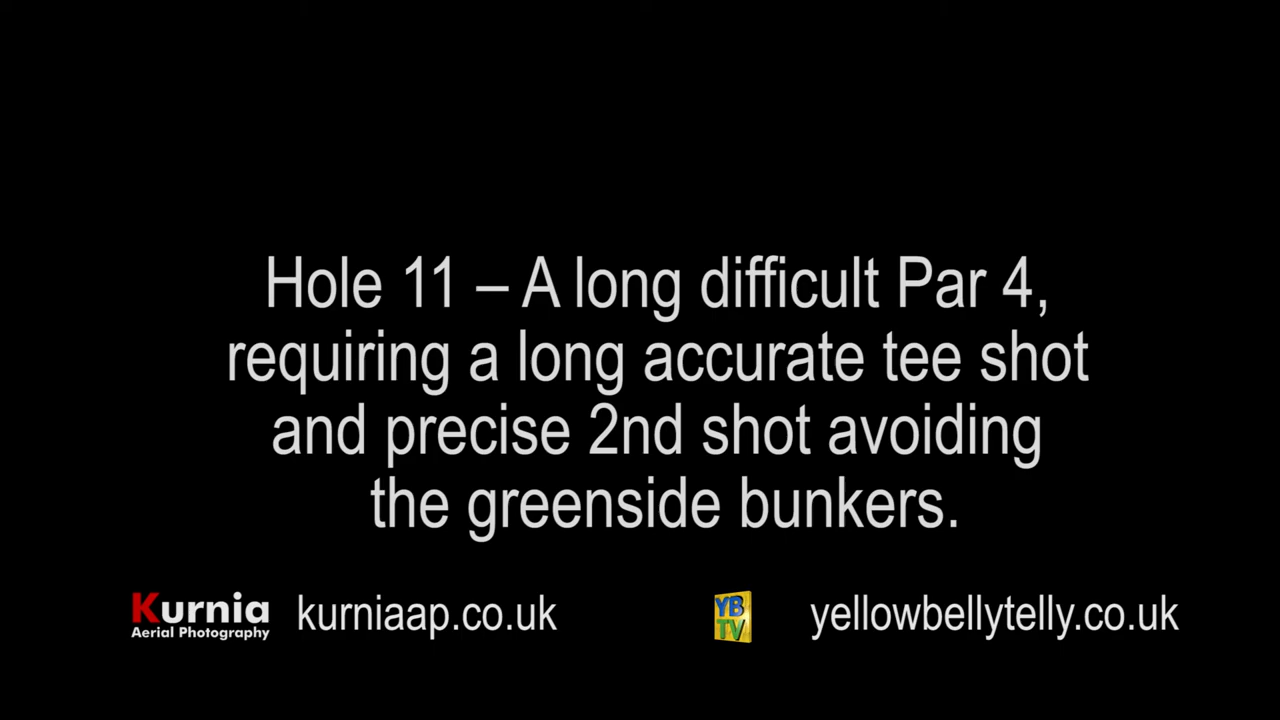 Hole 11 – A long difficult Par 4,
requiring a long accurate tee shot
and precise 2nd shot avoiding
the greenside bunkers.
Kurnia
Aerial Photography
kurniaap.co.uk
YB
TV
yellowbellytelly.co.uk